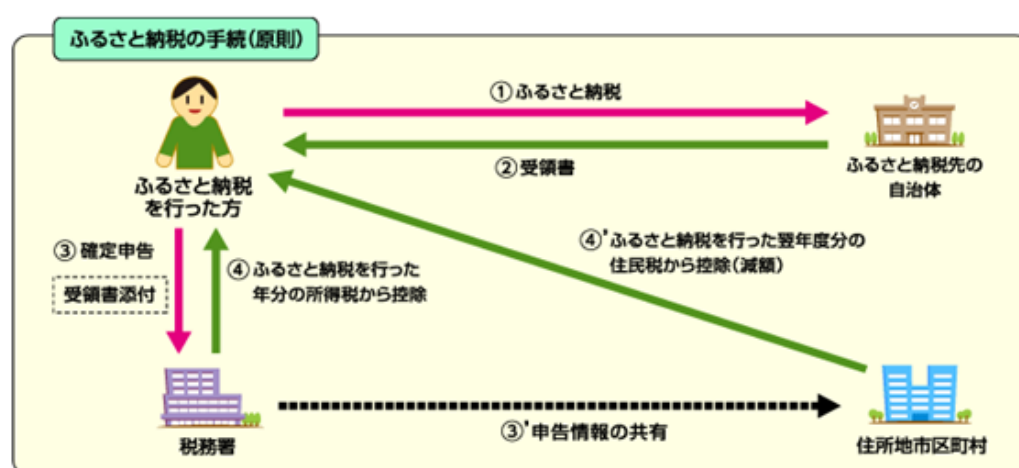 ふるさと納税の手続(原則)
①ふるさと納税
②受領書
ふるさと納税先の
自治体
ふるさと納税
を行った方
③確定申告
受領書添付
④ふるさと納税を行った
年分の所得税から控除
④'ふるさと納税を行った翌年度分の
住民税から控除(減額)
税務署
③'申告情報の共有
住所地市区町村